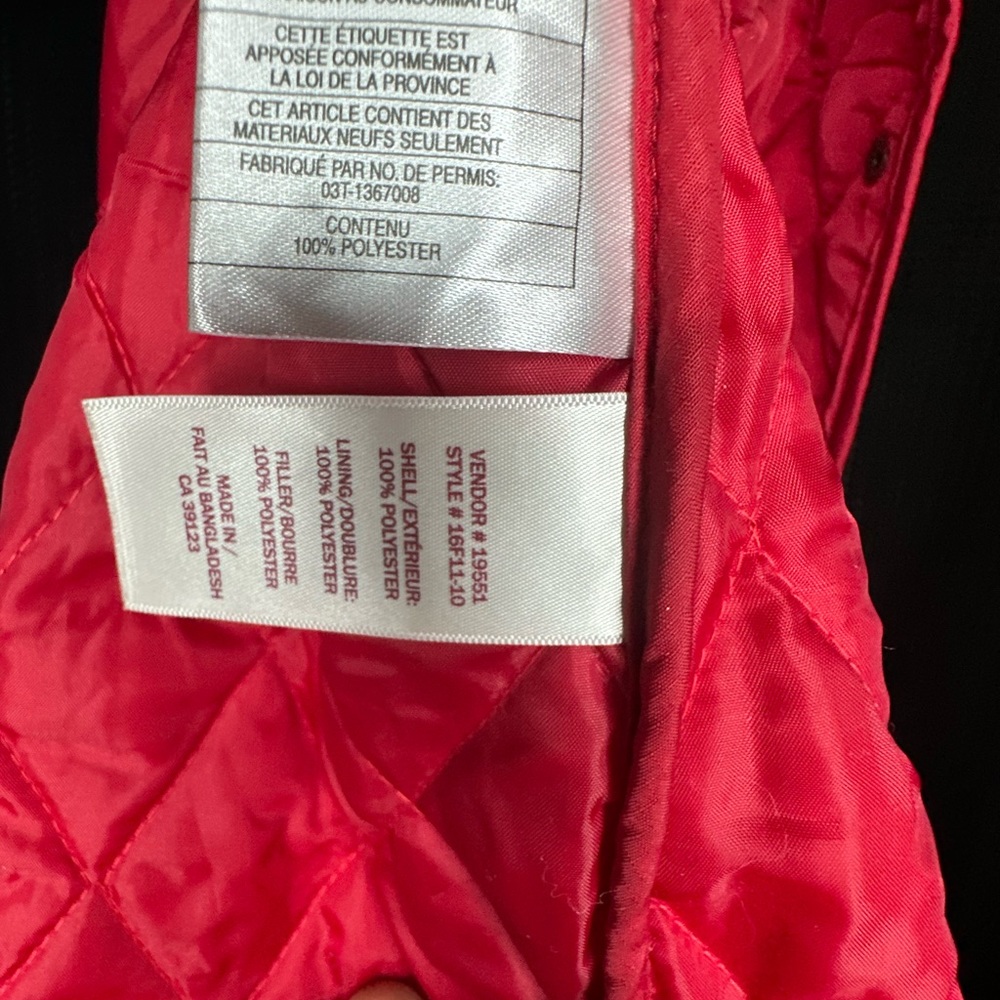 AU CONSOMMATEUR
CETTE ÉTIQUETTE EST
APPOSÉE CONFORMÉMENT À
LA LOI DE LA PROVINCE
CET ARTICLE CONTIENT DES
MATERIAUX NEUFS SEULEMENT
FABRIQUÉ PAR NO. DE PERMIS:
03T-1367008
CONTENU
100% POLYESTER
VENDOR # 19551
STYLE # 16F11-10
SHELL/EXTÉRIEUR:
100% POLYESTER
LINING/DOUBLURE:
100% POLYESTER
FILLER/BOURRE
100% POLYESTER
MADE IN /
FAIT AU BANGLADESH
CA 39123